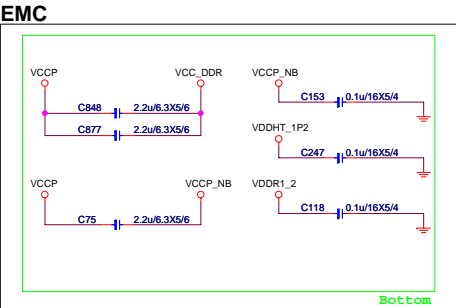 EMC
VCCP VCC_DDR VCCP_NB
C848 2.2u/6.3X5/6 C153 0.1u/16X5/4
C877 2.2u/6.3X5/6
VDDHT_1P2
C247 0.1u/16X5/4
VCCP VCCP_NB VDDR1_2
C75 2.2u/6.3X5/6 C118 0.1u/16X5/4
Bottom